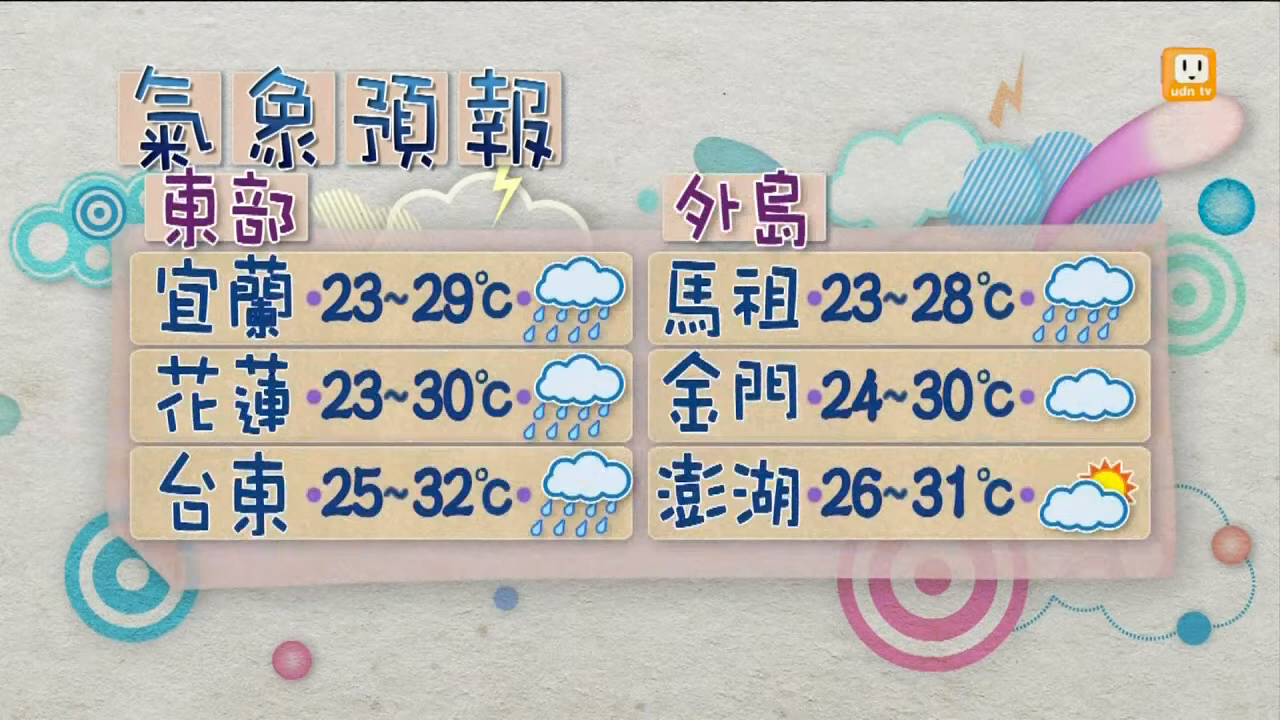 氣象預報
udn tv
東部
宜蘭 23~29℃
花蓮 23~30℃
台東 25~32℃
外島
馬祖 23~28℃
金門 24~30℃
澎湖 26~31℃